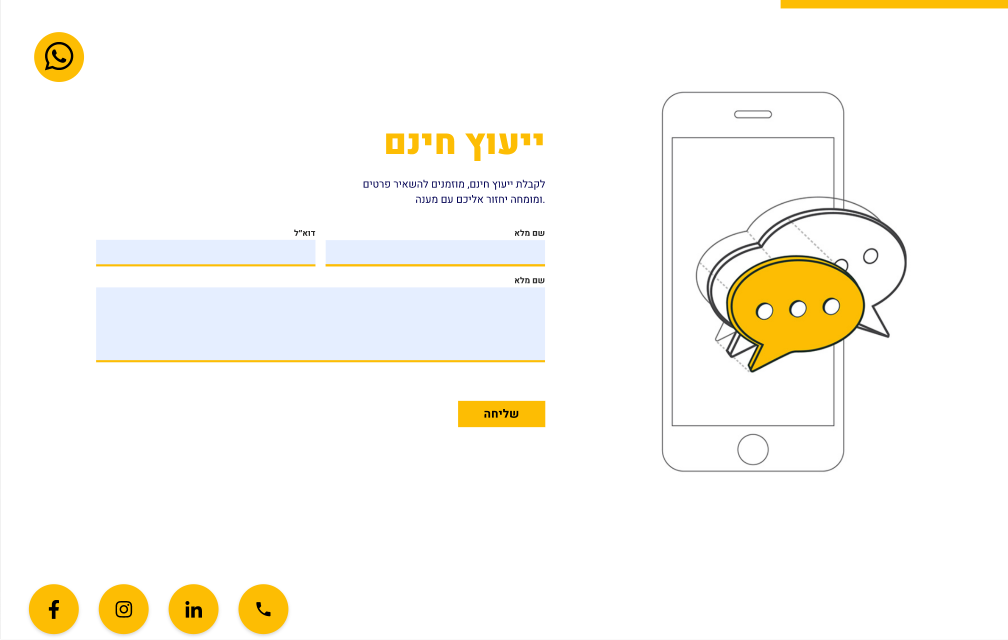 ייעוץ חינם
לקבלת ייעוץ חינם, מוזמנים להשאיר פרטים
.ומומחה יחזור אליכם עם מענה
שם מלא
דוא״ל
שם מלא
שליחה
in